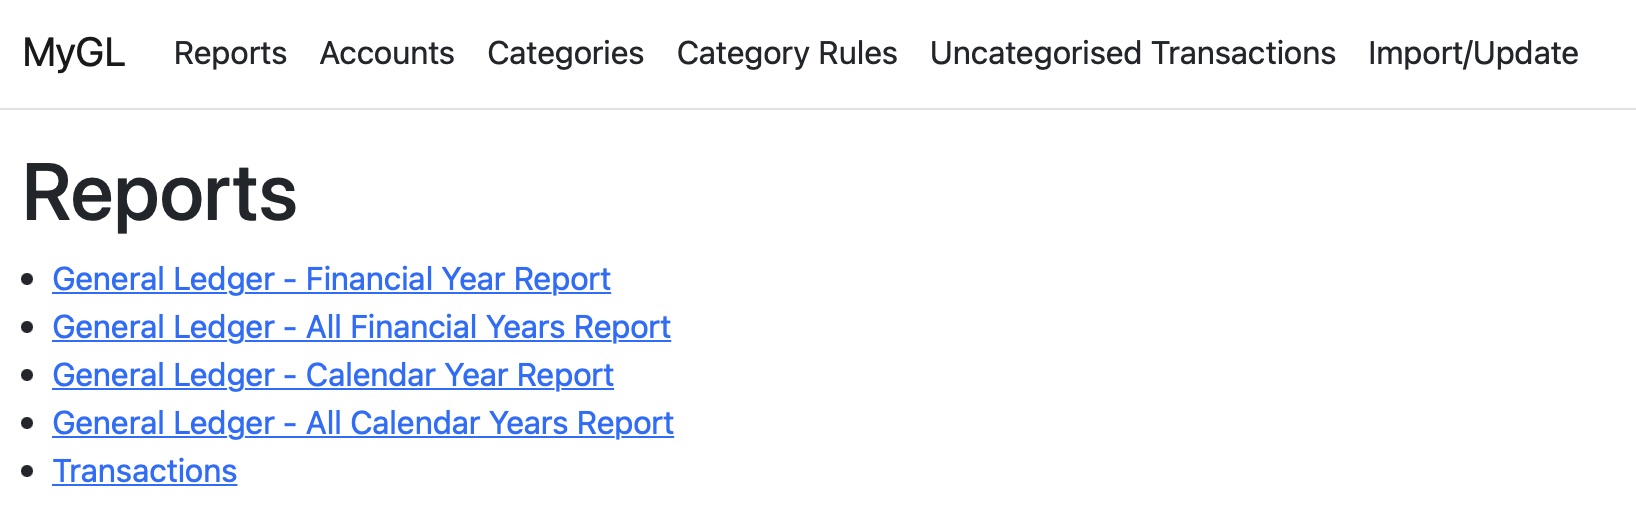 MyGL Reports Accounts Categories Category Rules Uncategorised Transactions Import/Update
Reports
General Ledger - Financial Year Report
General Ledger - All Financial Years Report
General Ledger - Calendar Year Report
General Ledger - All Calendar Years Report
Transactions